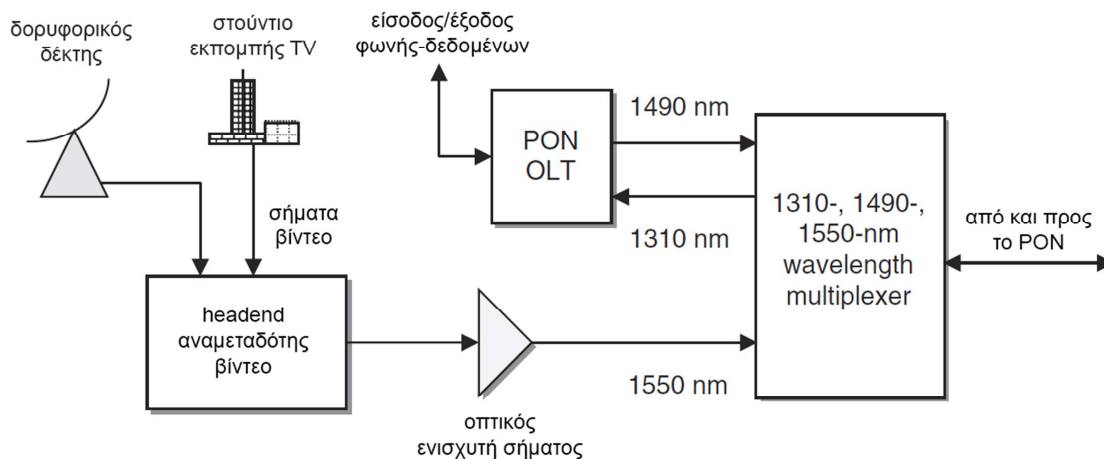 δορυφορικός
δέκτης
στούντιο
εκπομπής TV
είσοδος/έξοδος
φωνής-δεδομένων
PON
OLT
1490 nm
1310 nm
1310-, 1490-,
1550-nm
wavelength
multiplexer
από και προς
το PON
σήματα
βίντεο
headend
αναμεταδότης
βίντεο
1550 nm
οπτικός
ενισχυτή σήματος